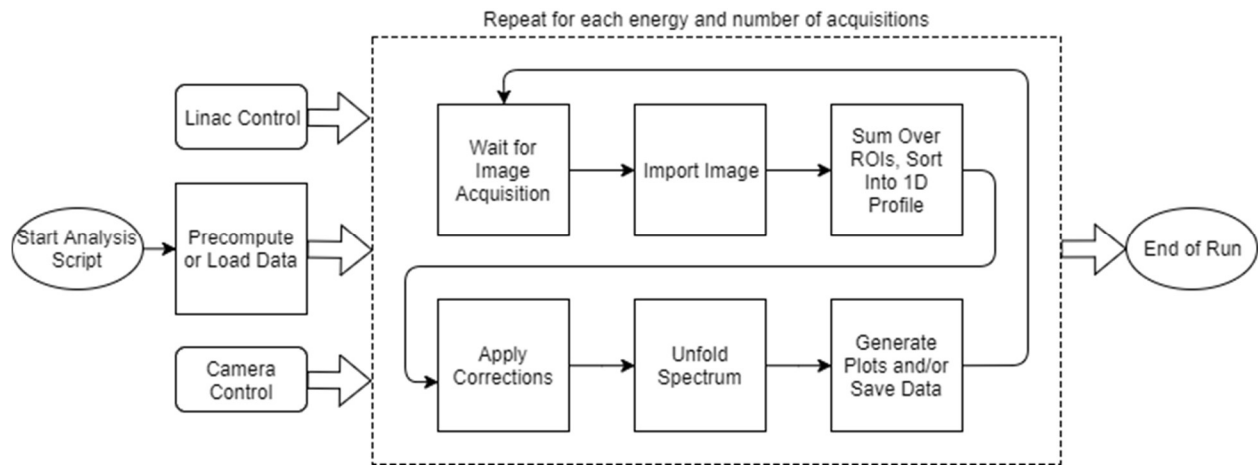 Repeat for each energy and number of acquisitions
Linac Control
Start Analysis
Script
Precompute
or Load Data
Camera
Control
Wait for
Image
Acquisition
Import Image
Sum Over
ROIs, Sort
Into 1D
Profile
Apply
Corrections
Unfold
Spectrum
Generate
Plots and/or
Save Data
End of Run